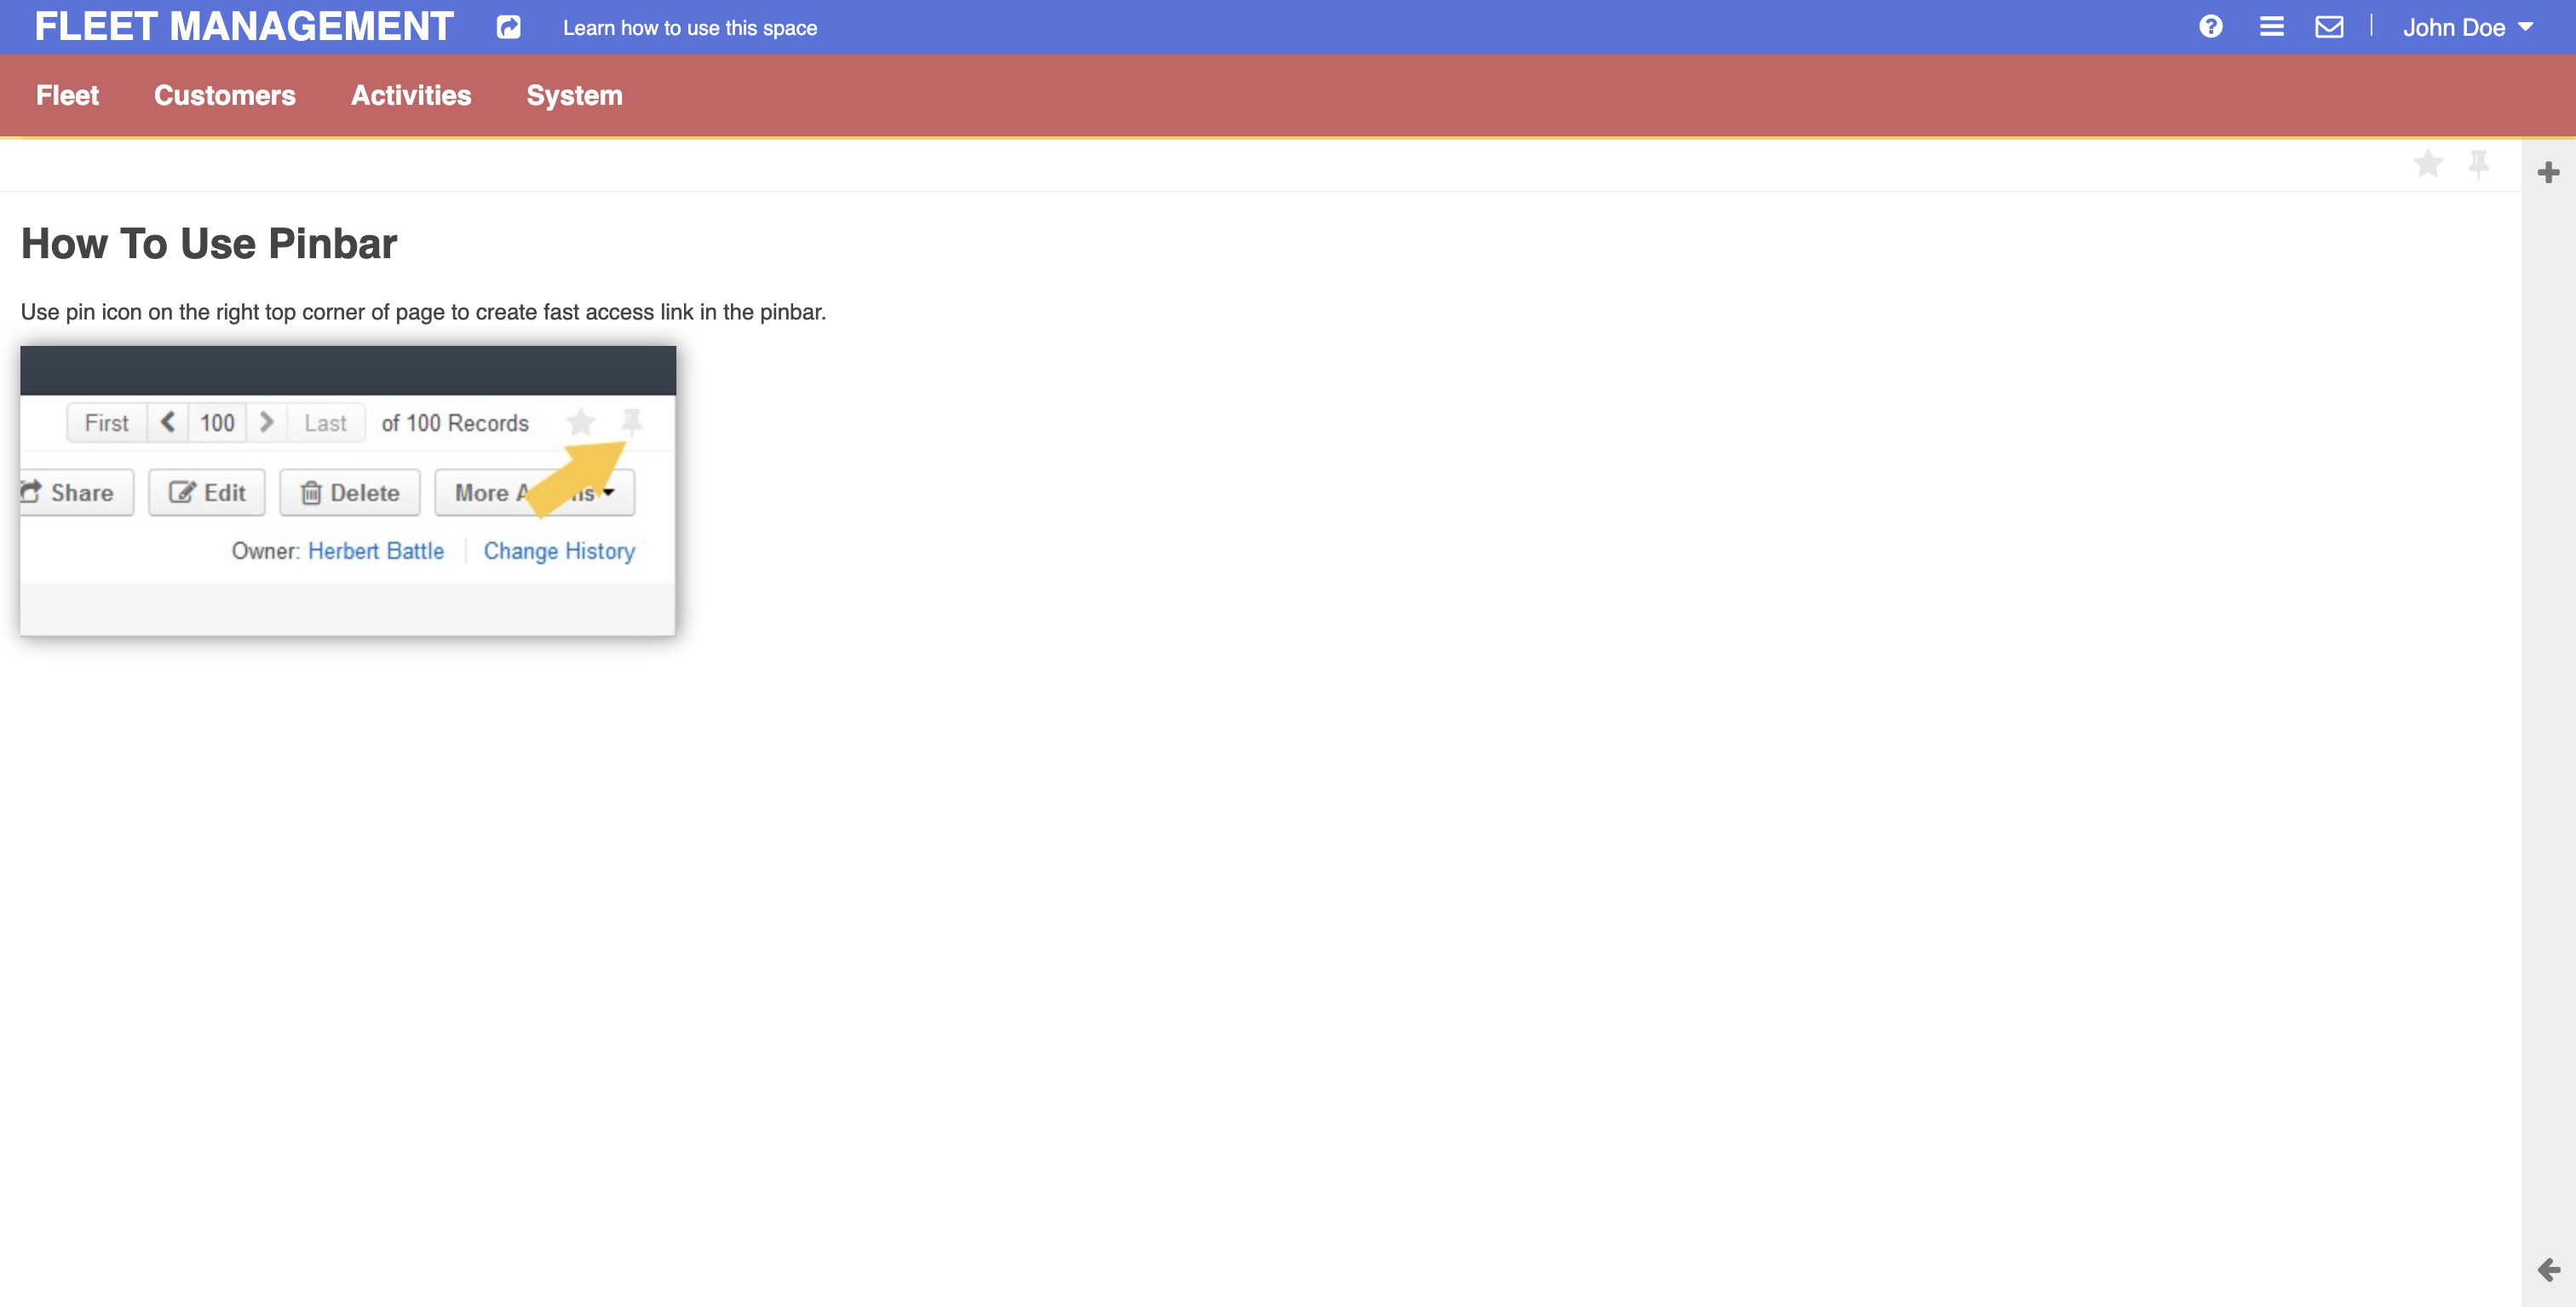 FLEET MANAGEMENT Learn how to use this space John Doe
Fleet Customers Activities System
How To Use Pinbar
Use pin icon on the right top corner of page to create fast access link in the pinbar.
First 100 Last of 100 Records
Share Edit Delete More
Owner: Herbert Battle Change History